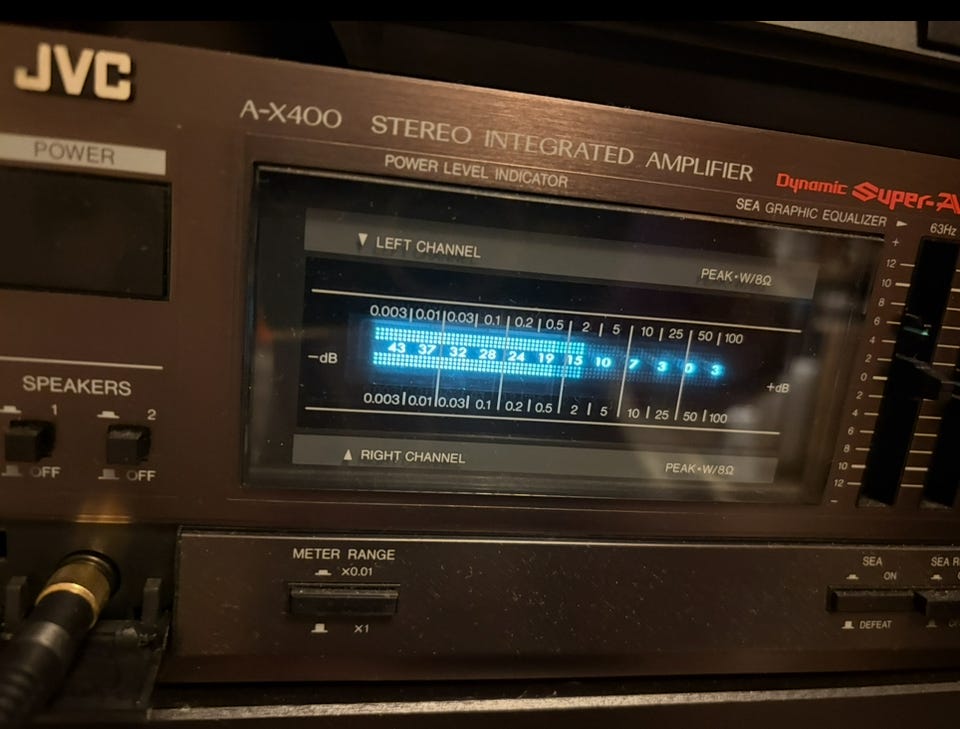 JVC
A-X400 STEREO INTEGRATED AMPLIFIER
POWER
POWER LEVEL INDICATOR
Dynamic Super-A
SEA GRAPHIC EQUALIZER ►
63Hz
▼ LEFT CHANNEL
PEAK•W/8Ω
0.003 0.01 0.03 0.1 0.2 0.5 2 5 10 25 50 100
−dB 43 37 32 28 24 19 15 10 7 3 0 3 +dB
0.003 0.01 0.03 0.1 0.2 0.5 2 5 10 25 50 100
▲ RIGHT CHANNEL
PEAK•W/8Ω
+
12
10
8
6
4
2
0
2
4
6
8
10
12
−
SPEAKERS
1 2
OFF OFF
METER RANGE
X0.01
X1
SEA
ON
DEFEAT
SEA